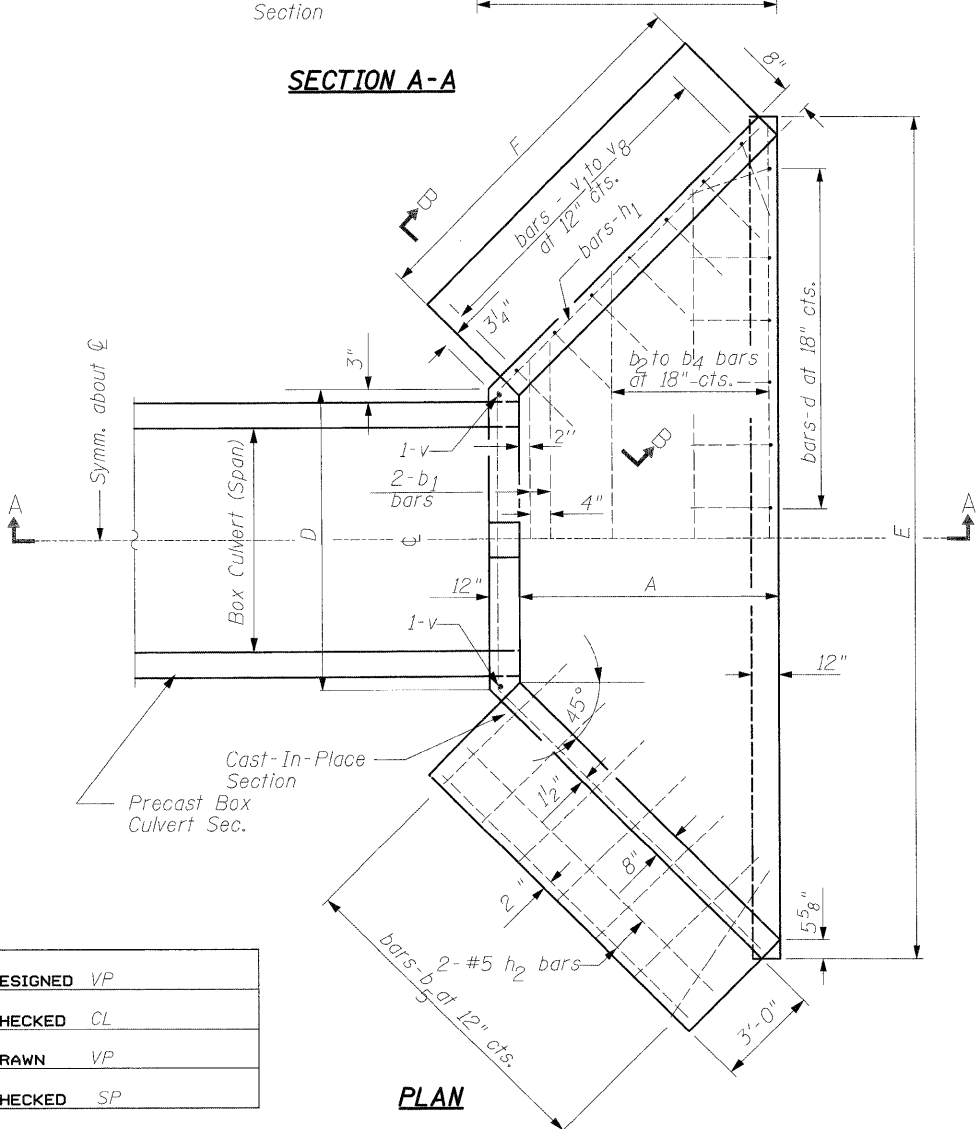 Section
SECTION A-A
8"
F
B
bars - v1 to v8
at 12" cts.
bars-h1
3¼"
3"
Symm. about ℄
b2 to b4 bars
at 18" cts.
bars-d at 18" cts.
B
1-v
2"
2-b1
bars
4"
A
A
Box Culvert (Span)
D
℄
E
12"
A
1-v
12"
45°
Cast-In-Place
Section
1½"
Precast Box
Culvert Sec.
8"
2"
5⅝"
bars-b5 at 12" cts.
2-#5 h2 bars
3'-0"
ESIGNED VP
HECKED CL
RAWN VP
HECKED SP
PLAN